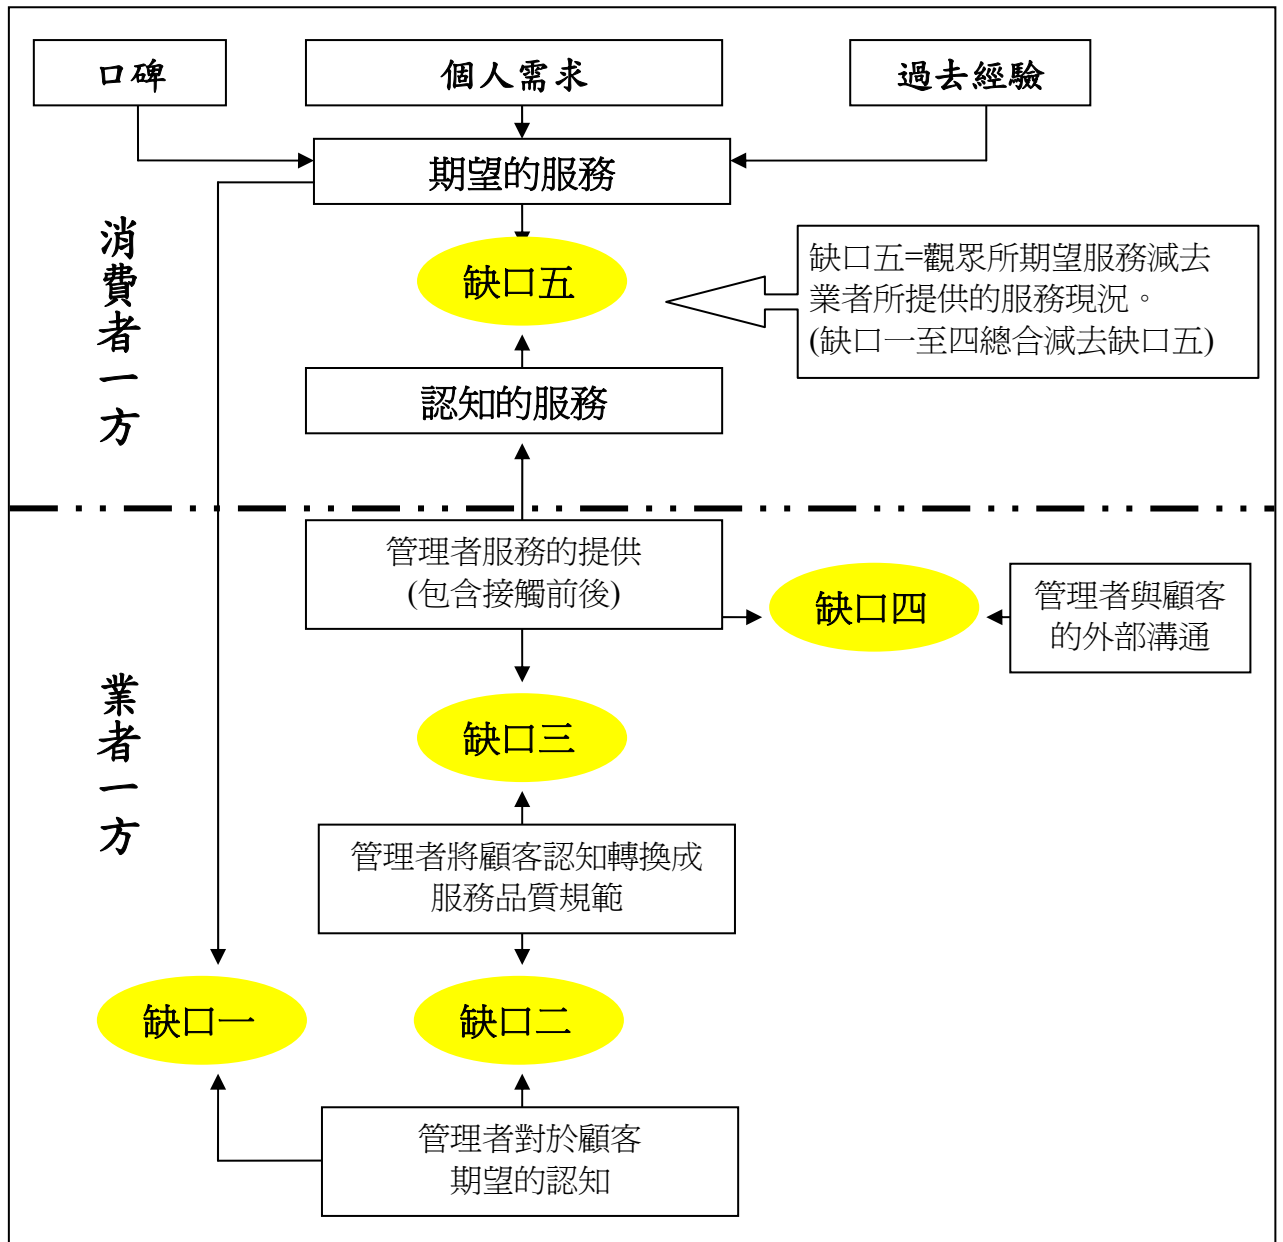 口碑
個人需求
過去經驗
期望的服務
消費者一方
缺口五
缺口五=觀眾所期望服務減去
業者所提供的服務現況。
(缺口一至四總合減去缺口五)
認知的服務
管理者服務的提供
(包含接觸前後)
缺口四
管理者與顧客
的外部溝通
業者一方
缺口三
管理者將顧客認知轉換成
服務品質規範
缺口一
缺口二
管理者對於顧客
期望的認知